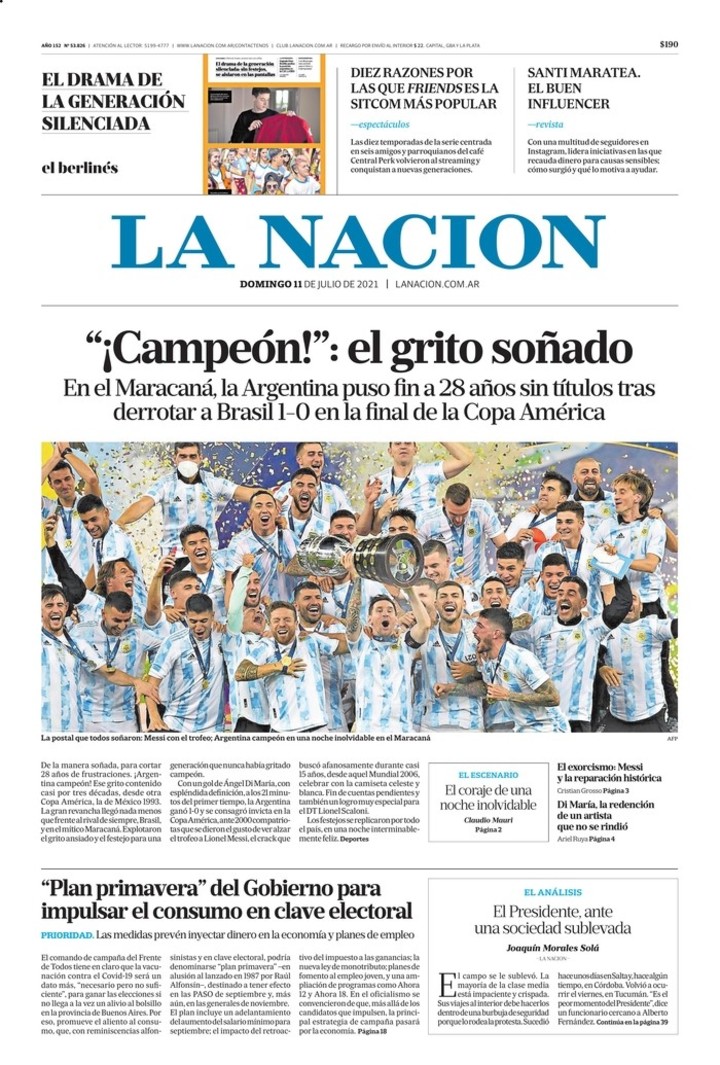 AÑO 152 Nº 53.826 | ATENCIÓN AL LECTOR 5199-4777 | WWW.LANACION.COM.AR/CONTACTENOS | CLUB LANACION.COM.AR | RECARGO POR ENVÍO AL INTERIOR $ 22. CAPITAL, GBA Y LA PLATA
$190
EL DRAMA DE
LA GENERACIÓN
SILENCIADA
el berlinés
DIEZ RAZONES POR
LAS QUE FRIENDS ES LA
SITCOM MÁS POPULAR
—espectáculos
Las diez temporadas de la serie centrada
en seis amigos y parroquianos del café
Central Perk volvieron al streaming y
conquistan a nuevas generaciones.
SANTI MARATEA.
EL BUEN
INFLUENCER
—revista
Con una multitud de seguidores en
Instagram, lidera iniciativas en las que
recauda dinero para causas sensibles;
cómo surgió y qué lo motiva a ayudar.
LA NACION
DOMINGO 11 DE JULIO DE 2021 | LANACION.COM.AR
“¡Campeón!”: el grito soñado
En el Maracaná, la Argentina puso fin a 28 años sin títulos tras
derrotar a Brasil 1-0 en la final de la Copa América
La postal que todos soñaron: Messi con el trofeo; Argentina campeón en una noche inolvidable en el Maracaná
AFP
De la manera soñada, para cortar
28 años de frustraciones. ¡Argen-
tina campeón! Ese grito contenido
casi por tres décadas, desde otra
Copa América, la de México 1993.
La gran revancha llegó nada menos
que frente al rival de siempre, Brasil,
y en el mítico Maracaná. Explotaron
el grito ansiado y el festejo para una
generación que nunca había gritado
campeón.
Con un gol de Ángel Di María, con
espléndida definición, a los 21 minu-
tos del primer tiempo, la Argentina
ganó 1-0 y se consagró invicta en la
Copa América, ante 2000 compatrio-
tas que se dieron el gusto de ver alzar
el trofeo a Lionel Messi, el crack que
buscó afanosamente durante casi
15 años, desde aquel Mundial 2006,
celebrar con la camiseta celeste y
blanca. Fin de cuentas pendientes y
también un logro muy especial para
el DT Lionel Scaloni.
Los festejos se replicaron por todo
el país, en una noche interminable-
mente feliz. Deportes
EL ESCENARIO
El coraje de una
noche inolvidable
Claudio Mauri
Página 2
El exorcismo: Messi
y la reparación histórica
Cristian Grosso Página 3
Di María, la redención
de un artista
que no se rindió
Ariel Ruya Página 4
“Plan primavera” del Gobierno para
impulsar el consumo en clave electoral
PRIORIDAD. Las medidas prevén inyectar dinero en la economía y planes de empleo
El comando de campaña del Frente
de Todos tiene en claro que la vacu-
nación contra el Covid-19 será un
dato más, “necesario pero no sufi-
ciente”, para ganar las elecciones si
no llega a la vez un alivio al bolsillo
en la provincia de Buenos Aires. Por
eso, promueve el aliento al consu-
mo, que, con reminiscencias alfon-
sinistas y en clave electoral, podría
denominarse “plan primavera” –en
alusión al lanzado en 1987 por Raúl
Alfonsín–, destinado a tener efecto
en las PASO de septiembre y, más
aún, en las generales de noviembre.
El plan incluye un adelantamiento
del aumento del salario mínimo para
septiembre; el impacto del retroac-
tivo del impuesto a las ganancias; la
nueva ley de monotributo; planes de
fomento al empleo joven, y una am-
pliación de programas como Ahora
12 y Ahora 18. En el oficialismo se
convencieron de que, más allá de los
candidatos que impulsen, la princi-
pal estrategia de campaña pasará
por la economía. Página 18
EL ANÁLISIS
El Presidente, ante
una sociedad sublevada
Joaquín Morales Solá
—LA NACION—
El campo se le sublevó. La
mayoría de la clase media
está impaciente y crispada.
Sus viajes al interior debe hacerlos
dentro de una burbuja de seguridad
porque lo rodea la protesta. Sucedió
hace unos días en Salta y, hace algún
tiempo, en Córdoba. Volvió a ocu-
rrir el viernes, en Tucumán. “Es el
peor momento del Presidente”, dice
un funcionario cercano a Alberto
Fernández. Continúa en la página 39